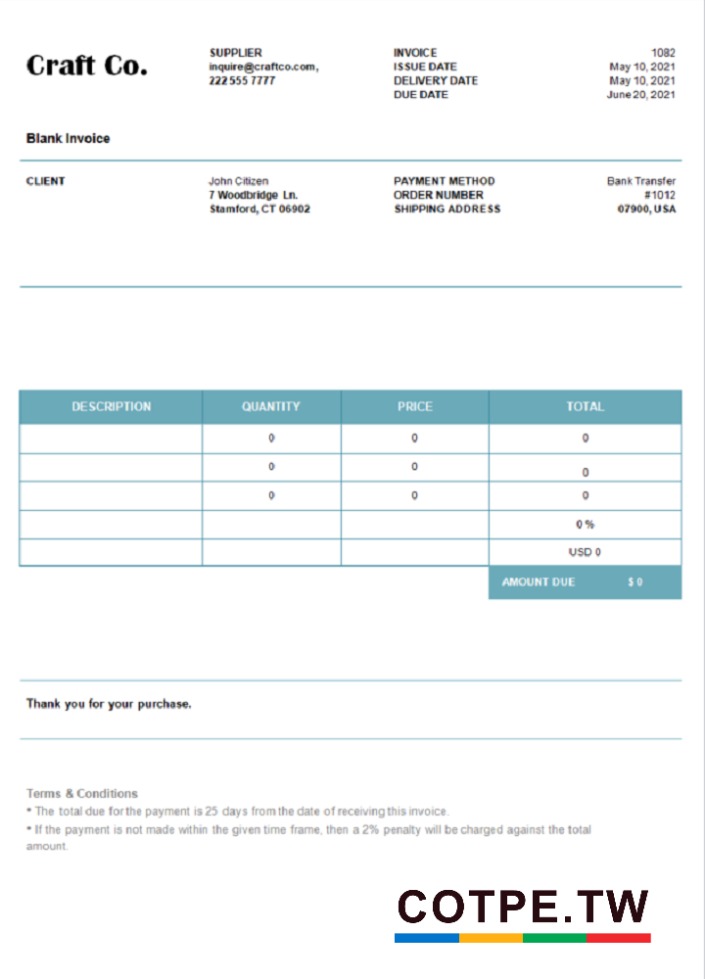 Craft Co.
SUPPLIER
inquire@craftco.com,
222 555 7777
INVOICE 1082
ISSUE DATE May 10, 2021
DELIVERY DATE May 10, 2021
DUE DATE June 20, 2021
Blank Invoice
CLIENT
John Citizen
7 Woodbridge Ln.
Stamford, CT 06902
PAYMENT METHOD Bank Transfer
ORDER NUMBER #1012
SHIPPING ADDRESS 07900, USA
DESCRIPTION QUANTITY PRICE TOTAL
0 0 0
0 0 0
0 0 0
0 %
USD 0
AMOUNT DUE $ 0
Thank you for your purchase.
Terms & Conditions
* The total due for the payment is 25 days from the date of receiving this invoice.
* If the payment is not made within the given time frame, then a 2% penalty will be charged against the total
amount.
COTPE.TW